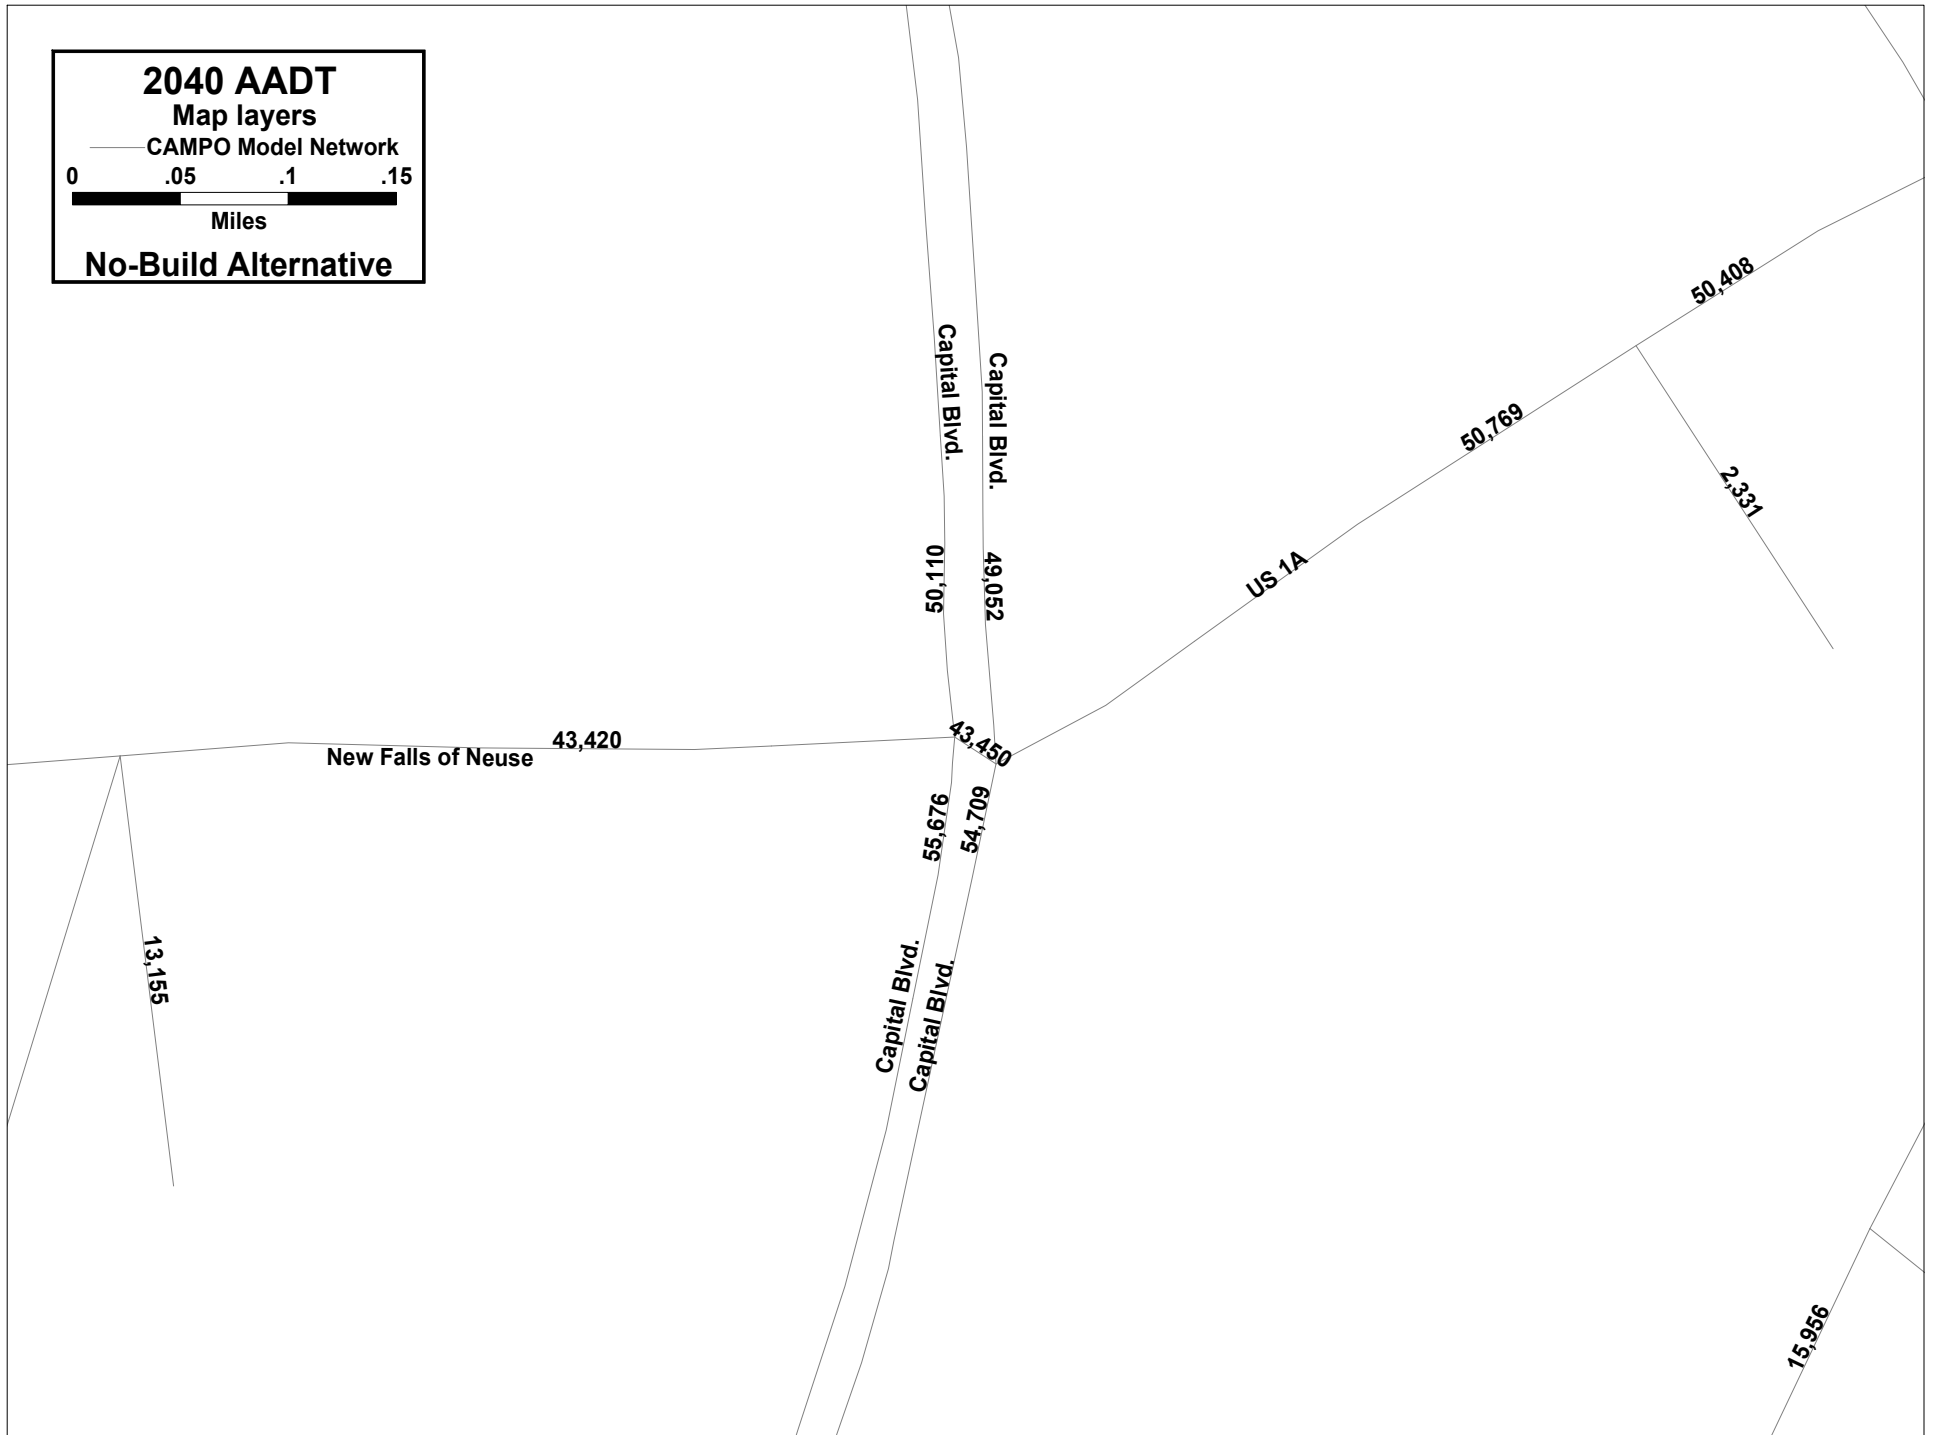 2040 AADT
Map layers
CAMPO Model Network
0 .05 .1 .15
Miles
No-Build Alternative
50,408
Capital Blvd.
Capital Blvd.
50,769
2,331
50,110
49,052
US 1A
43,420
New Falls of Neuse
43,450
55,676
54,709
13,155
Capital Blvd.
Capital Blvd.
15,956